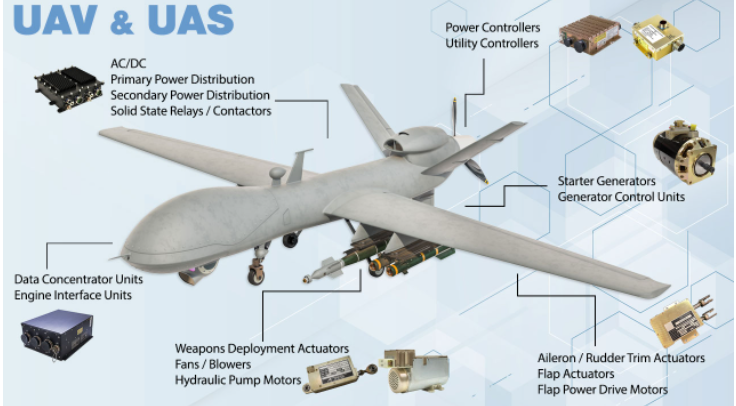 UAV & UAS
AC/DC
Primary Power Distribution
Secondary Power Distribution
Solid State Relays / Contactors
Power Controllers
Utility Controllers
Starter Generators
Generator Control Units
Data Concentrator Units
Engine Interface Units
Weapons Deployment Actuators
Fans / Blowers
Hydraulic Pump Motors
Aileron / Rudder Trim Actuators
Flap Actuators
Flap Power Drive Motors